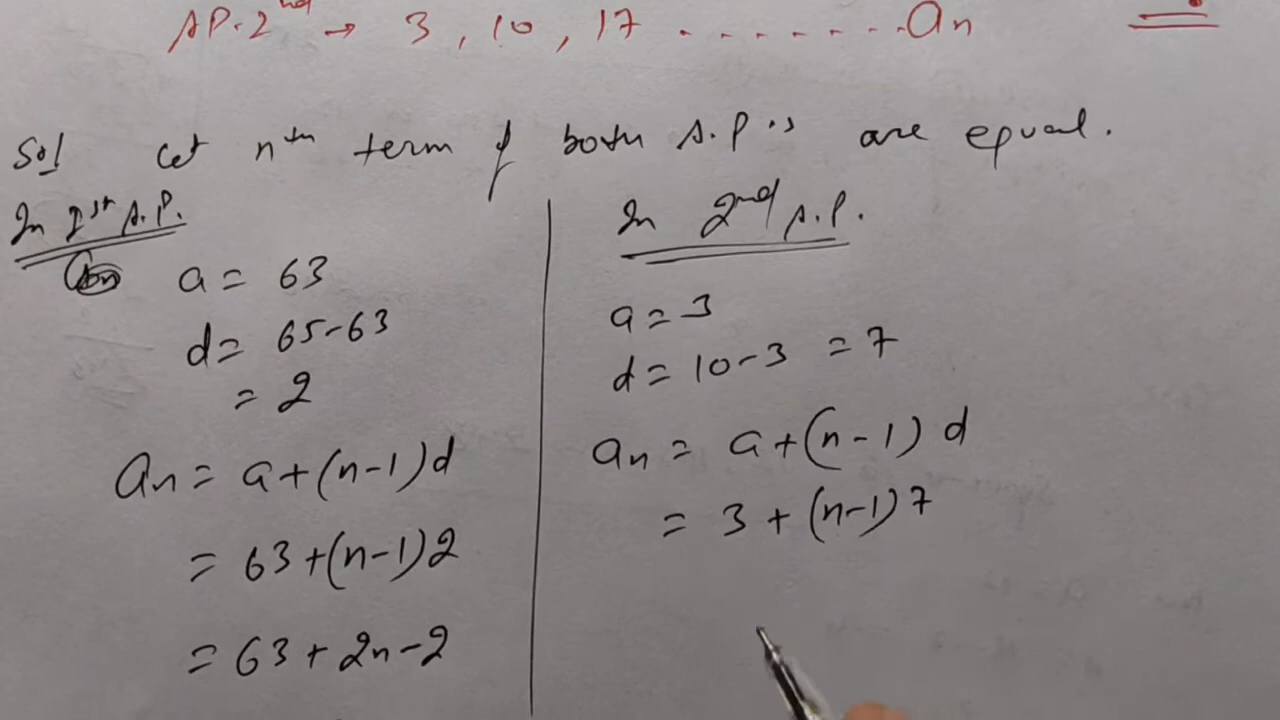 AP.2nd → 3, 10, 17 ........an
Sol Let nth term of both A.P.s are equal.
In 1st A.P.
a = 63
d = 65-63
= 2
an = a+(n-1)d
= 63+(n-1)2
= 63+2n-2
In 2nd A.P.
a = 3
d = 10-3 = 7
an = a+(n-1) d
= 3+(n-1)7